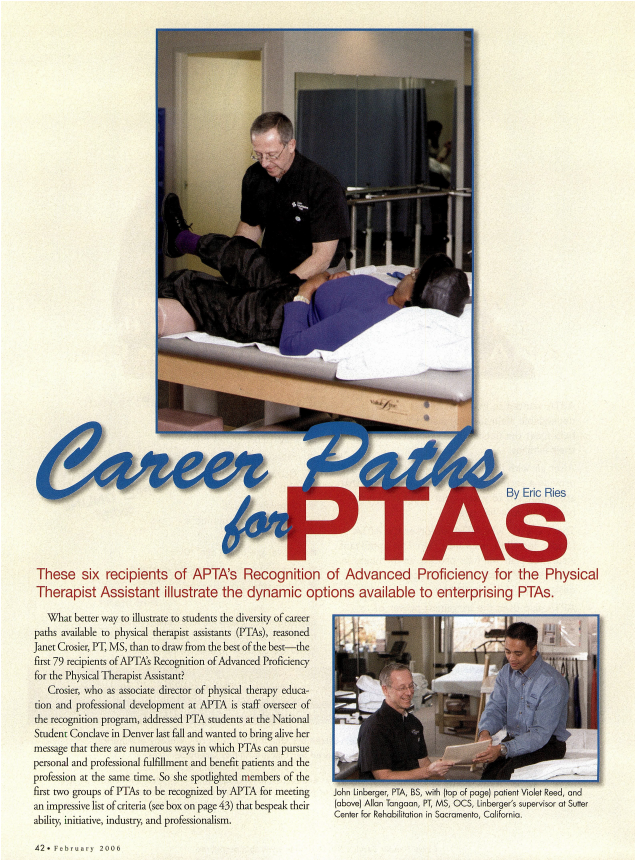 Career Paths
for PTAs
By Eric Ries
These six recipients of APTA's Recognition of Advanced Proficiency for the Physical
Therapist Assistant illustrate the dynamic options available to enterprising PTAs.
What better way to illustrate to students the diversity of career
paths available to physical therapist assistants (PTAs), reasoned
Janet Crosier, PT, MS, than to draw from the best of the best—the
first 79 recipients of APTA's Recognition of Advanced Proficiency
for the Physical Therapist Assistant?
Crosier, who as associate director of physical therapy educa-
tion and professional development at APTA is staff overseer of
the recognition program, addressed PTA students at the National
Student Conclave in Denver last fall and wanted to bring alive her
message that there are numerous ways in which PTAs can pursue
personal and professional fulfillment and benefit patients and the
profession at the same time. So she spotlighted members of the
first two groups of PTAs to be recognized by APTA for meeting
an impressive list of criteria (see box on page 43) that bespeak their
ability, initiative, industry, and professionalism.
John Linberger, PTA, BS, with (top of page) patient Violet Reed, and
(above) Allan Tangaan, PT, MS, OCS, Linberger's supervisor at Sutter
Center for Rehabilitation in Sacramento, California.
42 • February 2006